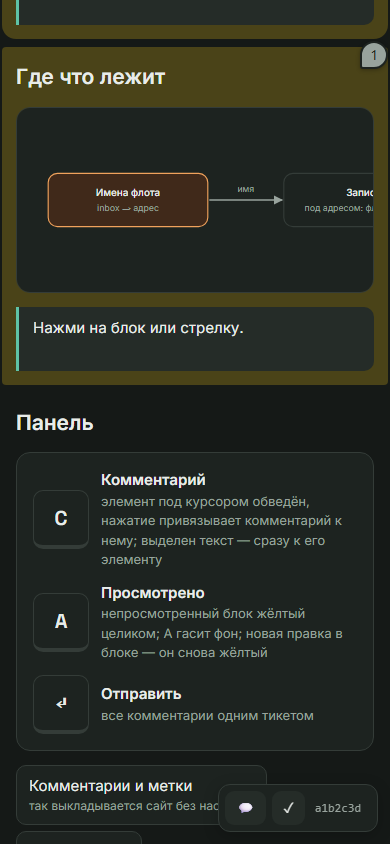 1
Где что лежит
Имена флота
inbox → адрес
имя
под адресом:
Нажми на блок или стрелку.
Панель
C
Комментарий
элемент под курсором обведён,
нажатие привязывает комментарий к
нему; выделен текст — сразу к его
элементу
A
Просмотрено
непросмотренный блок жёлтый
целиком; А гасит фон; новая правка в
блоке — он снова жёлтый
↵
Отправить
все комментарии одним тикетом
Комментарии и метки
так выкладывается сайт без
a1b2c3d